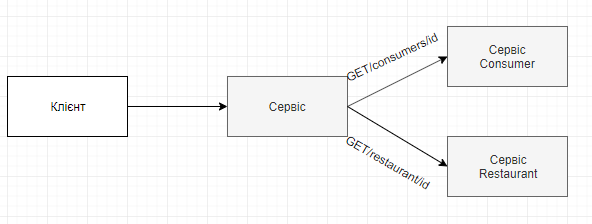 Клієнт
Сервіс
GET/consumers/id
Сервіс
Consumer
GET/restaurant/id
Сервіс
Restaurant